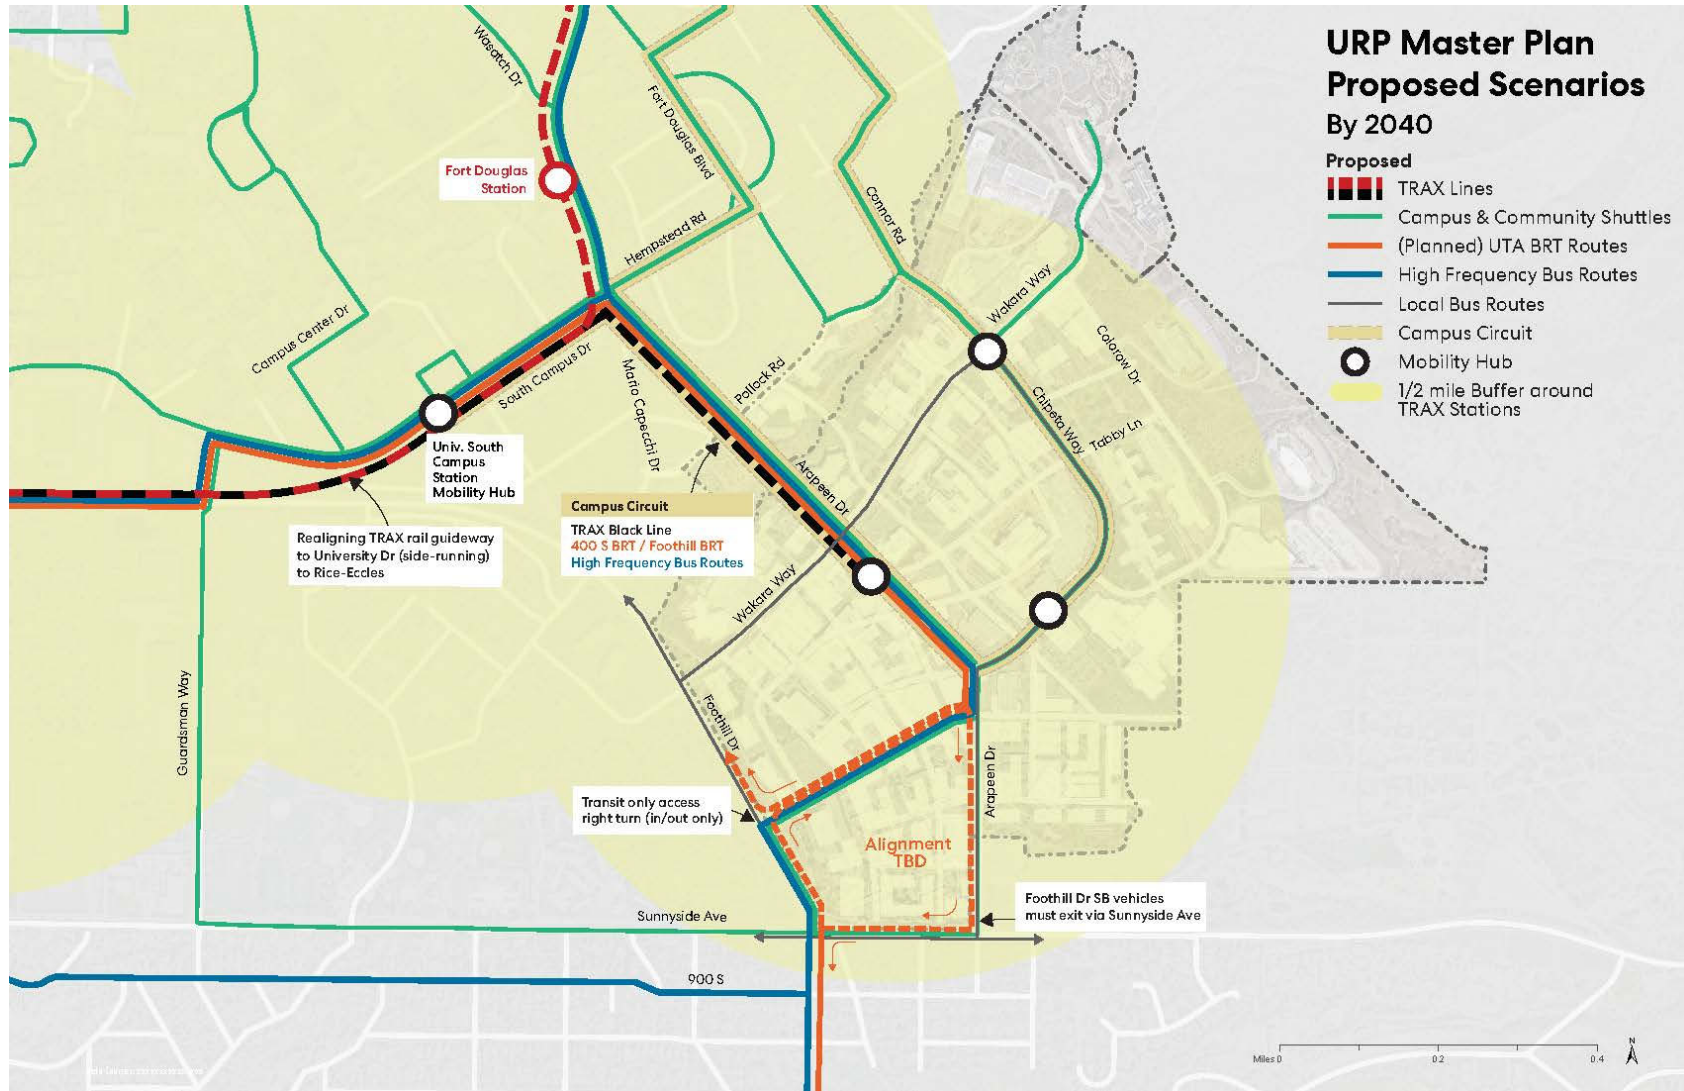 URP Master Plan
Proposed Scenarios
By 2040
Proposed
TRAX Lines
Campus & Community Shuttles
(Planned) UTA BRT Routes
High Frequency Bus Routes
Local Bus Routes
Campus Circuit
Mobility Hub
1/2 mile Buffer around
TRAX Stations
Wasatch Dr
Fort Douglas Blvd
Fort Douglas
Station
Connor Rd
Hempstead Rd
Wakara Way
Campus Center Dr
South Campus Dr
Mario Capecchi Dr
Pollock Rd
Colorow Dr
Chipeta Way
Tabby Ln
Univ. South
Campus
Station
Mobility Hub
Arapeen Dr
Campus Circuit
TRAX Black Line
400 S BRT / Foothill BRT
High Frequency Bus Routes
Realigning TRAX rail guideway
to University Dr (side-running)
to Rice-Eccles
Wakara Way
Guardsman Way
Foothill Dr
Arapeen Dr
Transit only access
right turn (in/out only)
Alignment
TBD
Foothill Dr SB vehicles
must exit via Sunnyside Ave
Sunnyside Ave
900 S
Miles 0
0.2
0.4
N